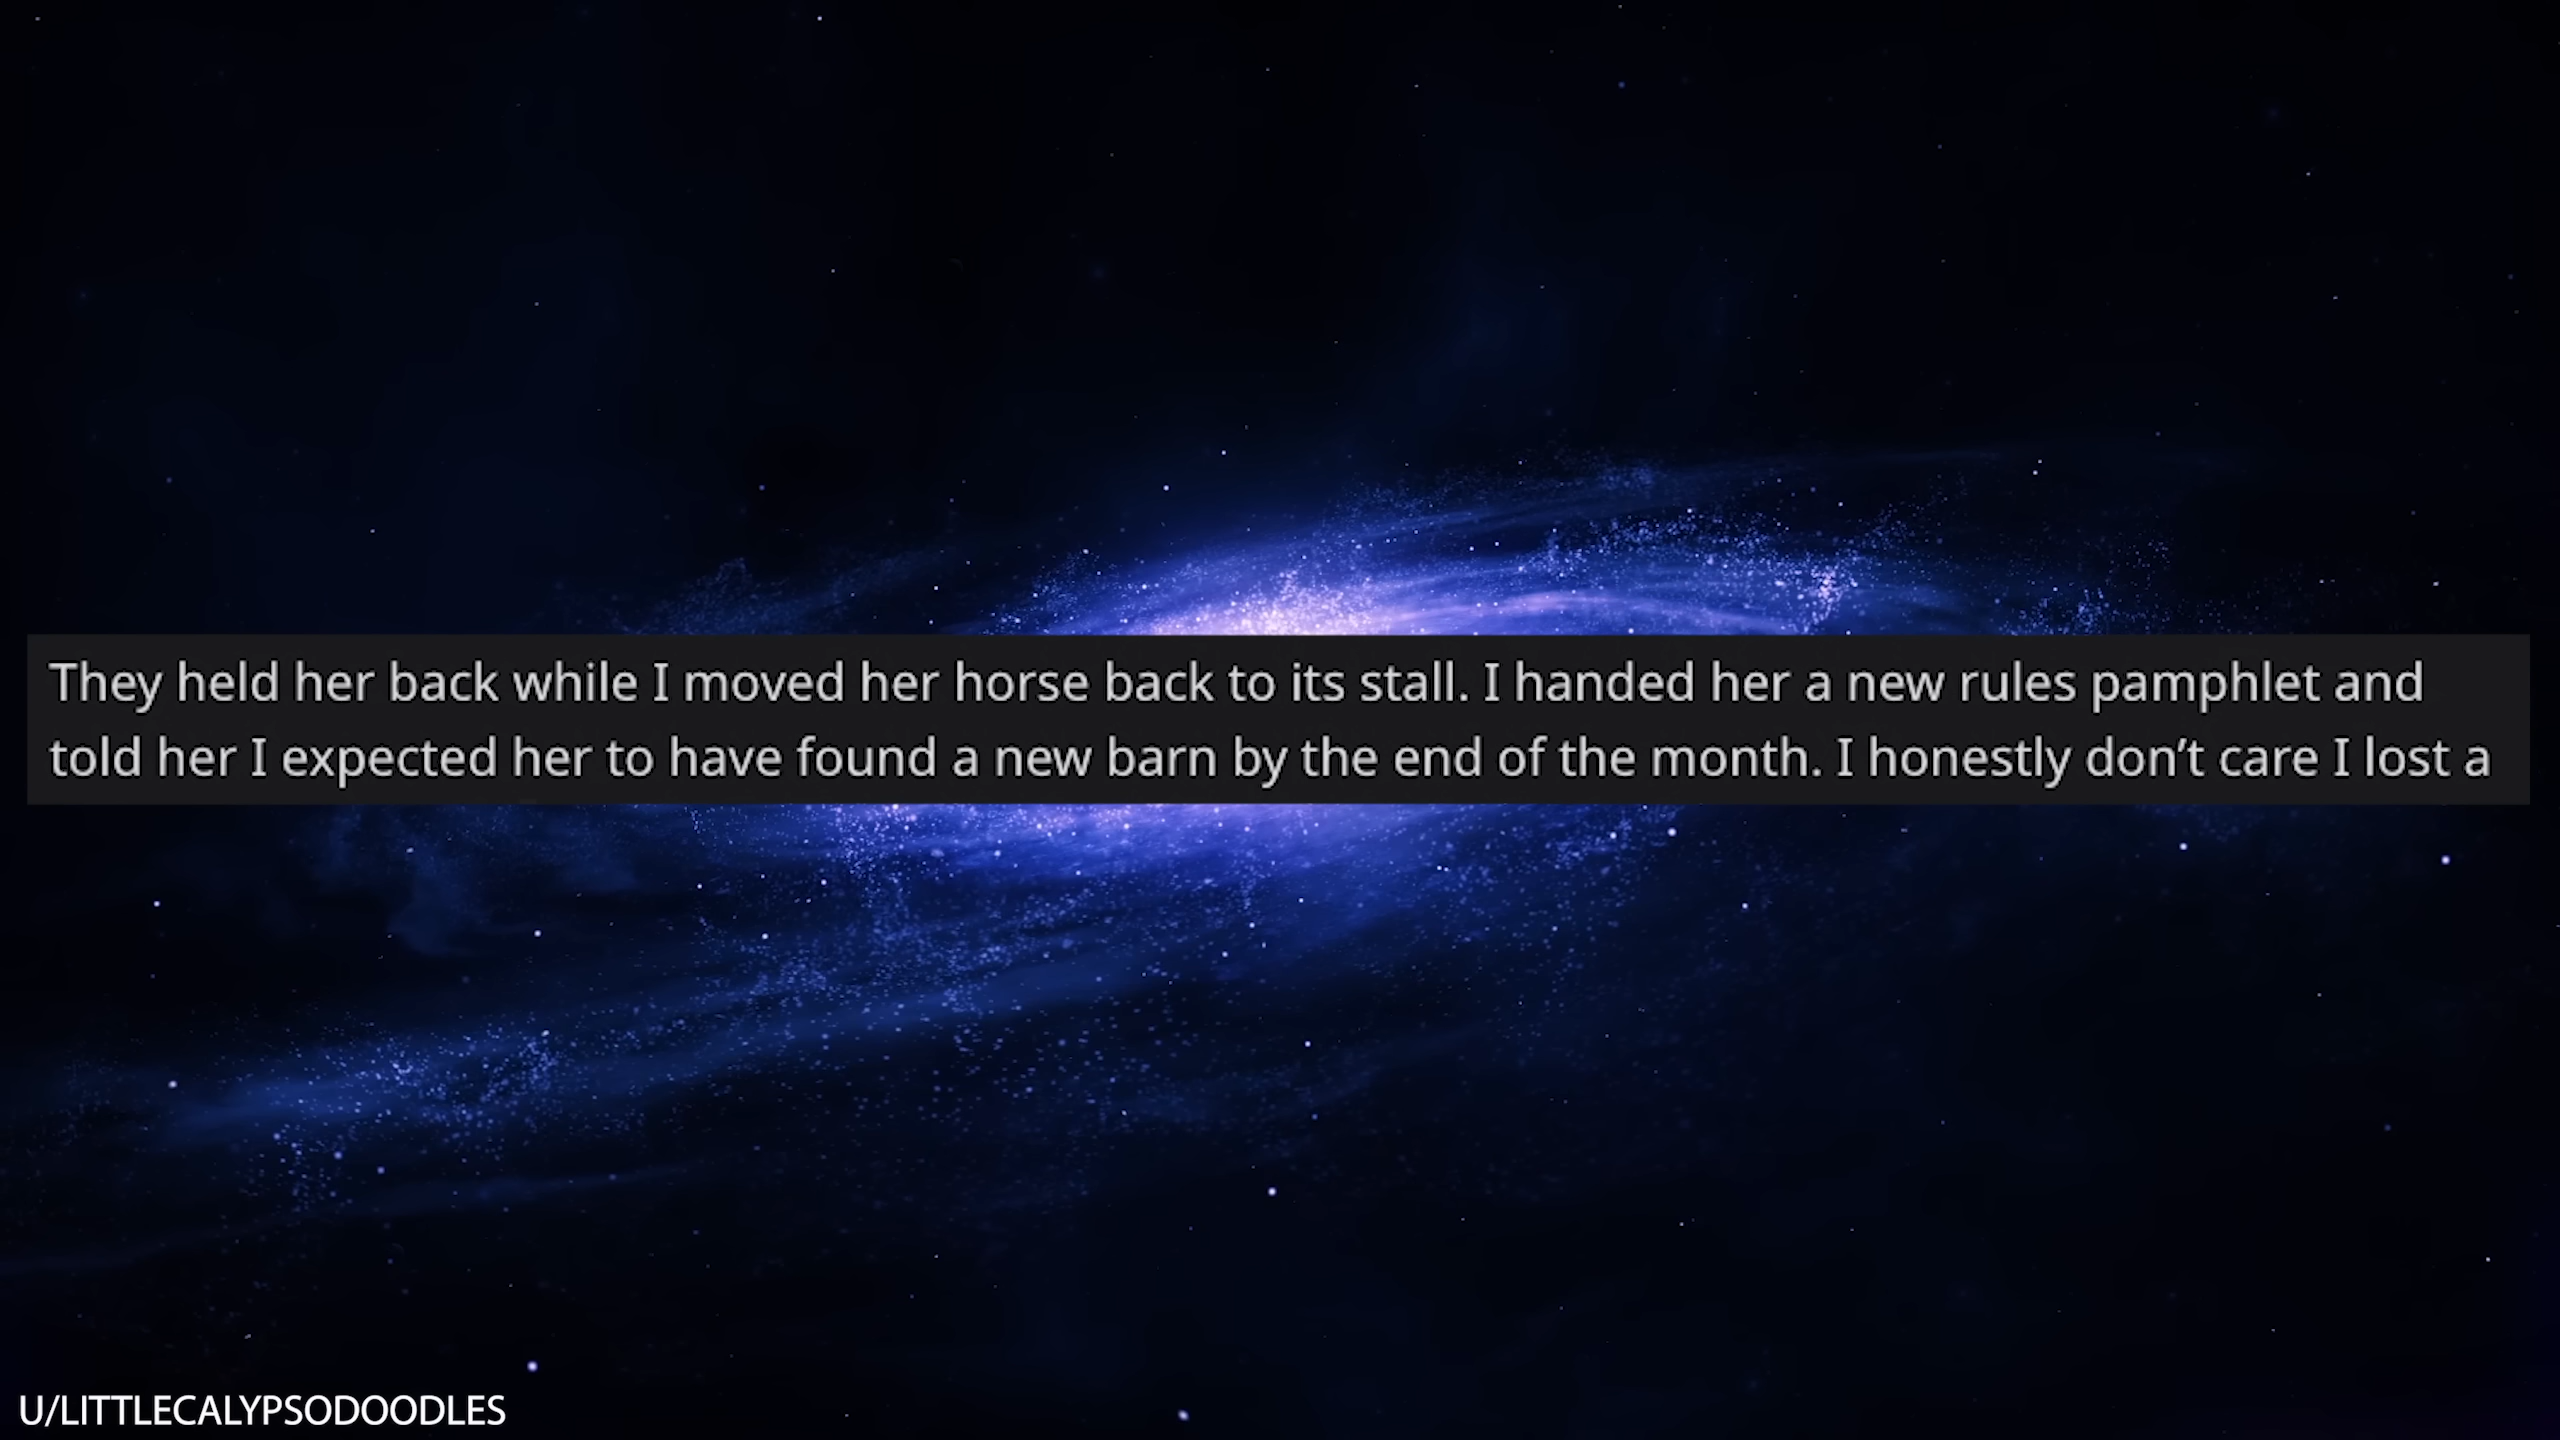 They held her back while I moved her horse back to its stall. I handed her a new rules pamphlet and
told her I expected her to have found a new barn by the end of the month. I honestly don’t care I lost a
U/LITTLECALYPSODOODLES